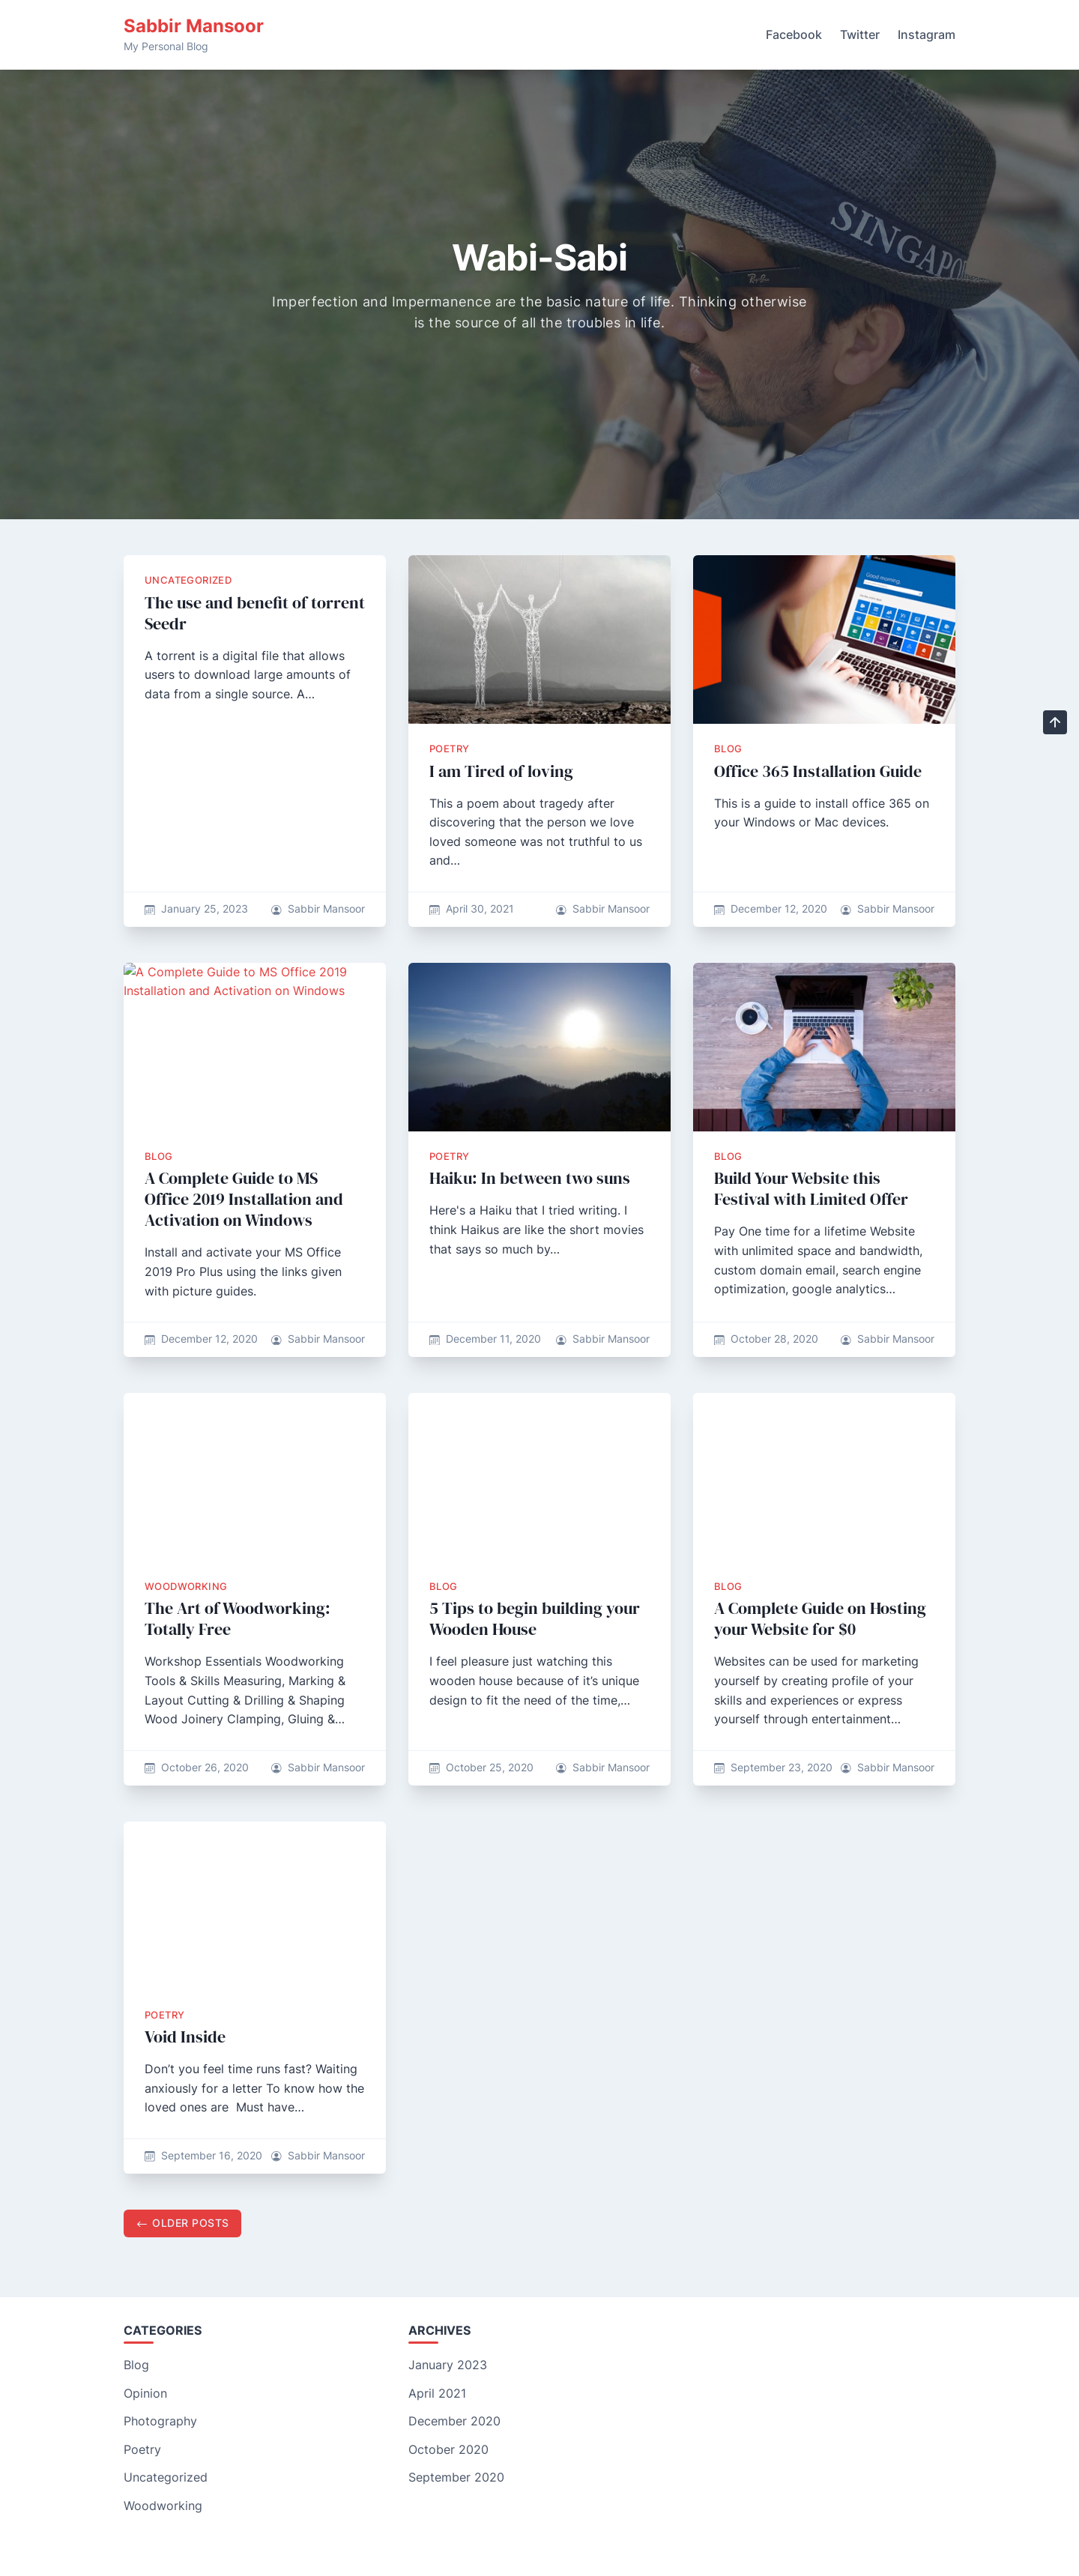 Sabbir Mansoor
My Personal Blog
Facebook
Twitter
Instagram
SINGAPO
Ray-Ban
Wabi-Sabi
Imperfection and Impermanence are the basic nature of life. Thinking otherwise
is the source of all the troubles in life.
UNCATEGORIZED
The use and benefit of torrent
Seedr
A torrent is a digital file that allows
users to download large amounts of
data from a single source. A...
January 25, 2023
Sabbir Mansoor
POETRY
I am Tired of loving
This a poem about tragedy after
discovering that the person we love
loved someone was not truthful to us
and...
April 30, 2021
Sabbir Mansoor
Good morning
BLOG
Office 365 Installation Guide
This is a guide to install office 365 on
your Windows or Mac devices.
December 12, 2020
Sabbir Mansoor
A Complete Guide to MS Office 2019
Installation and Activation on Windows
BLOG
A Complete Guide to MS
Office 2019 Installation and
Activation on Windows
Install and activate your MS Office
2019 Pro Plus using the links given
with picture guides.
December 12, 2020
Sabbir Mansoor
POETRY
Haiku: In between two suns
Here's a Haiku that I tried writing. I
think Haikus are like the short movies
that says so much by...
December 11, 2020
Sabbir Mansoor
BLOG
Build Your Website this
Festival with Limited Offer
Pay One time for a lifetime Website
with unlimited space and bandwidth,
custom domain email, search engine
optimization, google analytics...
October 28, 2020
Sabbir Mansoor
WOODWORKING
The Art of Woodworking:
Totally Free
Workshop Essentials Woodworking
Tools & Skills Measuring, Marking &
Layout Cutting & Drilling & Shaping
Wood Joinery Clamping, Gluing &...
October 26, 2020
Sabbir Mansoor
BLOG
5 Tips to begin building your
Wooden House
I feel pleasure just watching this
wooden house because of it’s unique
design to fit the need of the time,...
October 25, 2020
Sabbir Mansoor
BLOG
A Complete Guide on Hosting
your Website for $0
Websites can be used for marketing
yourself by creating profile of your
skills and experiences or express
yourself through entertainment...
September 23, 2020
Sabbir Mansoor
POETRY
Void Inside
Don’t you feel time runs fast? Waiting
anxiously for a letter To know how the
loved ones are  Must have...
September 16, 2020
Sabbir Mansoor
← OLDER POSTS
CATEGORIES
Blog
Opinion
Photography
Poetry
Uncategorized
Woodworking
ARCHIVES
January 2023
April 2021
December 2020
October 2020
September 2020